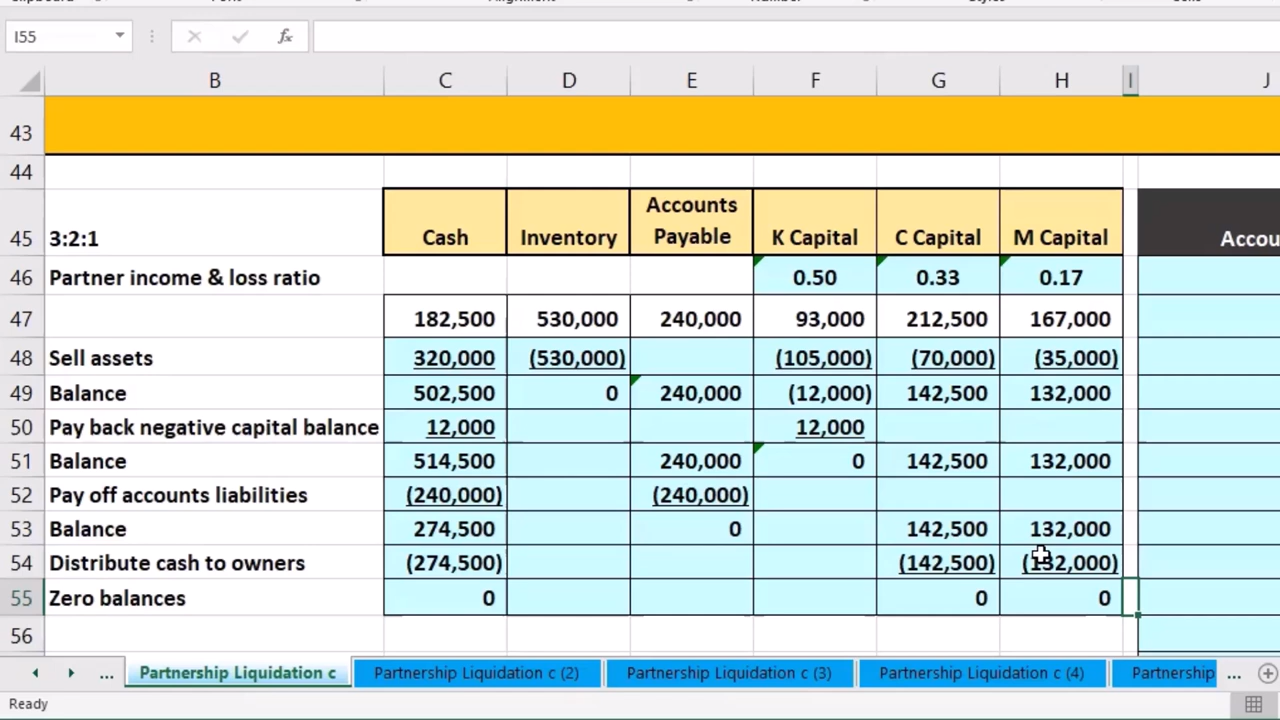 Clipboard Font Alignment Number Styles Cells
I55 fx
B C D E F G H I J
43
44
45 3:2:1 Cash Inventory Accounts Payable K Capital C Capital M Capital Accou
46 Partner income & loss ratio 0.50 0.33 0.17
47 182,500 530,000 240,000 93,000 212,500 167,000
48 Sell assets 320,000 (530,000) (105,000) (70,000) (35,000)
49 Balance 502,500 0 240,000 (12,000) 142,500 132,000
50 Pay back negative capital balance 12,000 12,000
51 Balance 514,500 240,000 0 142,500 132,000
52 Pay off accounts liabilities (240,000) (240,000)
53 Balance 274,500 0 142,500 132,000
54 Distribute cash to owners (274,500) (142,500) (132,000)
55 Zero balances 0 0 0
56
... Partnership Liquidation c Partnership Liquidation c (2) Partnership Liquidation c (3) Partnership Liquidation c (4) Partnership ...
Ready